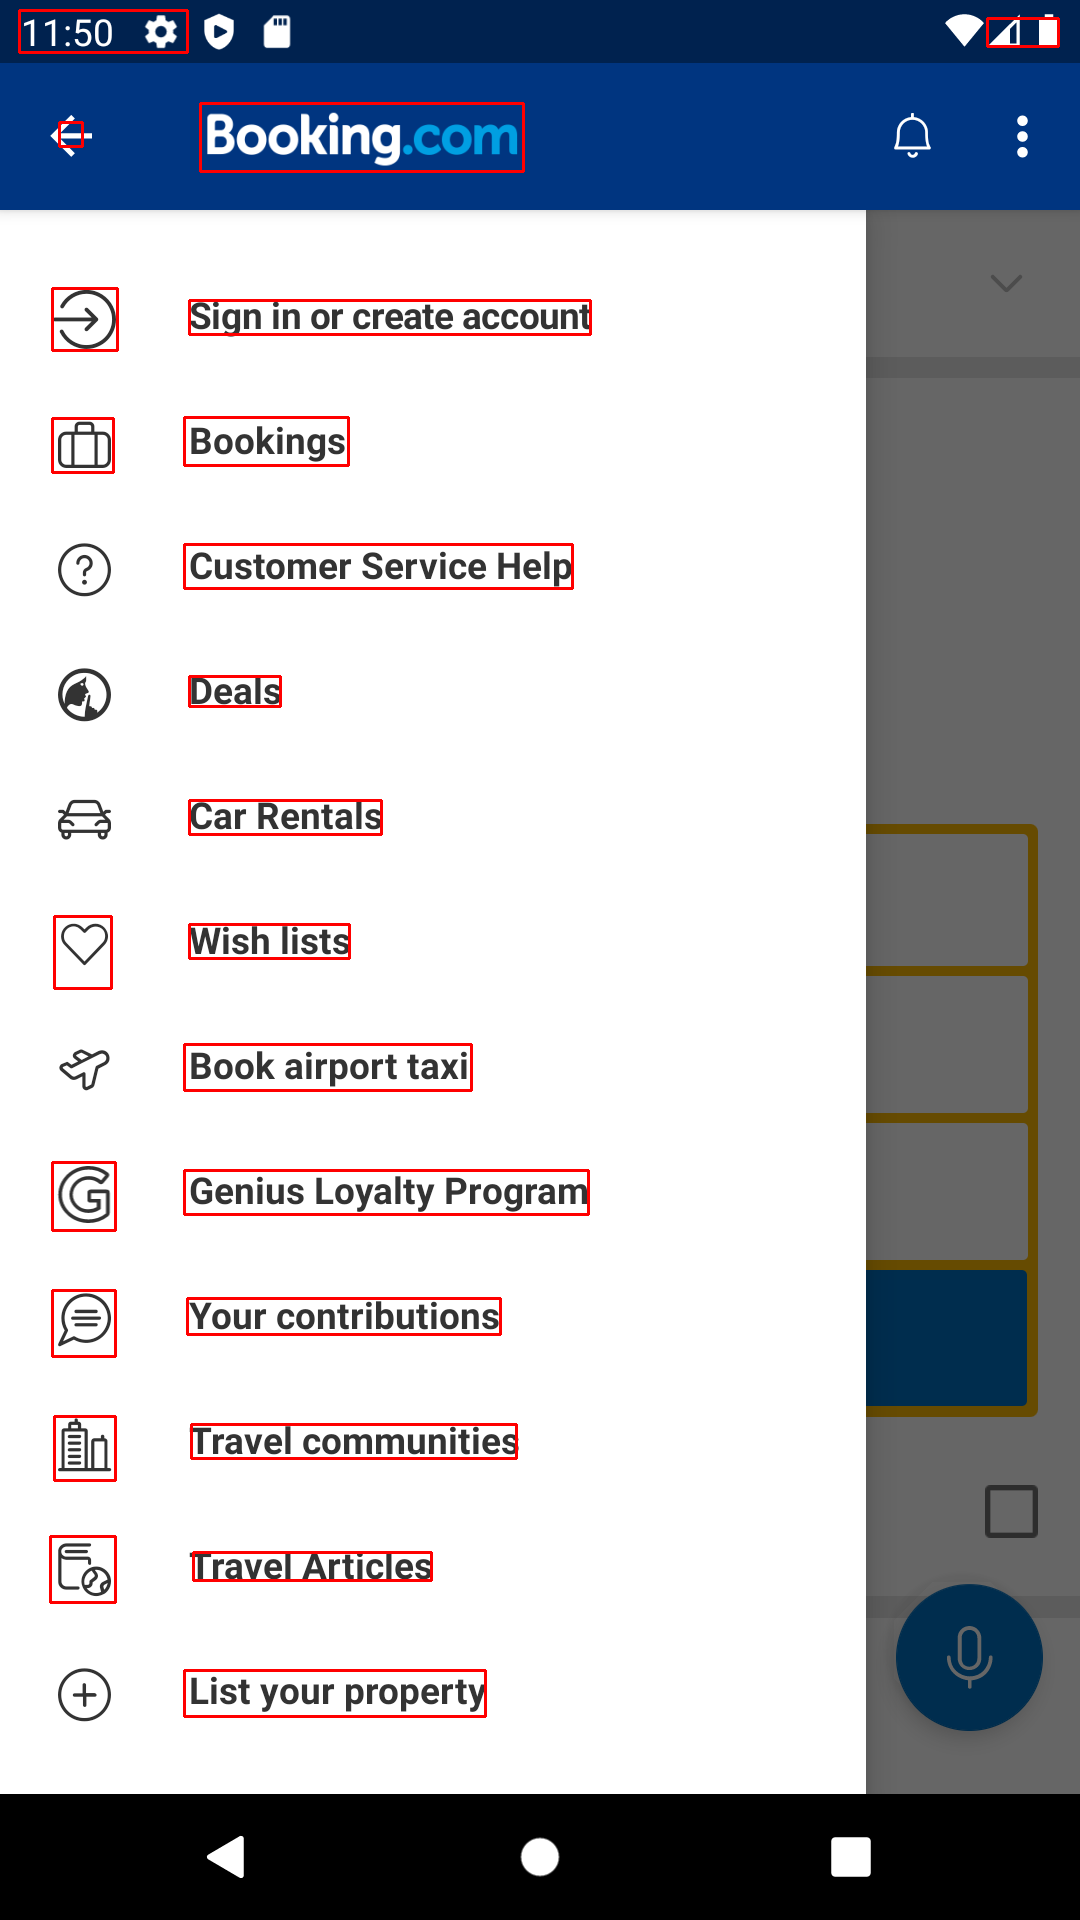 11:50
Booking.com
Sign in or create account
Bookings
Customer Service Help
Deals
Car Rentals
Wish lists
Book airport taxi
Genius Loyalty Program
Your contributions
Travel communities
Travel Articles
List your property